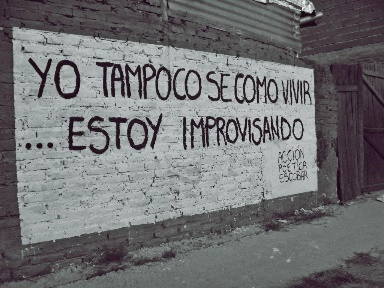 YO TAMPOCO SE COMO VIVIR
... ESTOY IMPROVISANDO
ACCION
POETICA
ESCOBAR